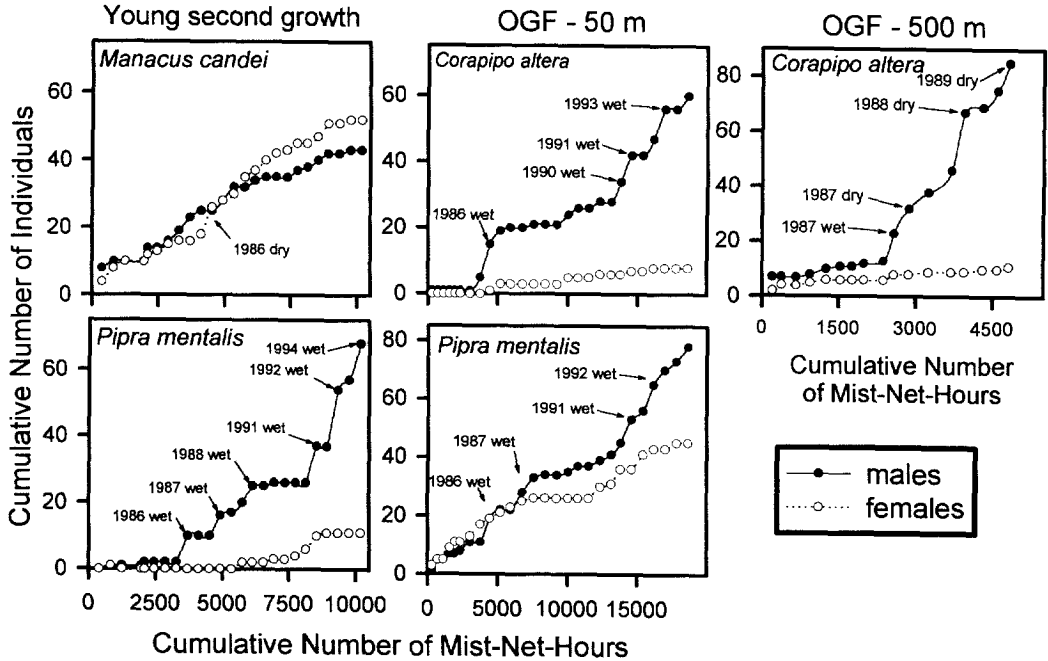 Young second growth
OGF - 50 m
OGF - 500 m
Cumulative Number of Individuals
Manacus candei
60
40
20
0
1986 dry
Corapipo altera
60
40
20
0
1986 wet
1990 wet
1991 wet
1993 wet
Corapipo altera
80
60
40
20
0
1987 wet
1987 dry
1988 dry
1989 dry
0
1500
3000
4500
Cumulative Number
of Mist-Net-Hours
Pipra mentalis
60
40
20
0
1986 wet
1987 wet
1988 wet
1991 wet
1992 wet
1994 wet
0
2500
5000
7500
10000
Pipra mentalis
80
60
40
20
0
1986 wet
1987 wet
1991 wet
1992 wet
0
5000
10000
15000
Cumulative Number of Mist-Net-Hours
males
females